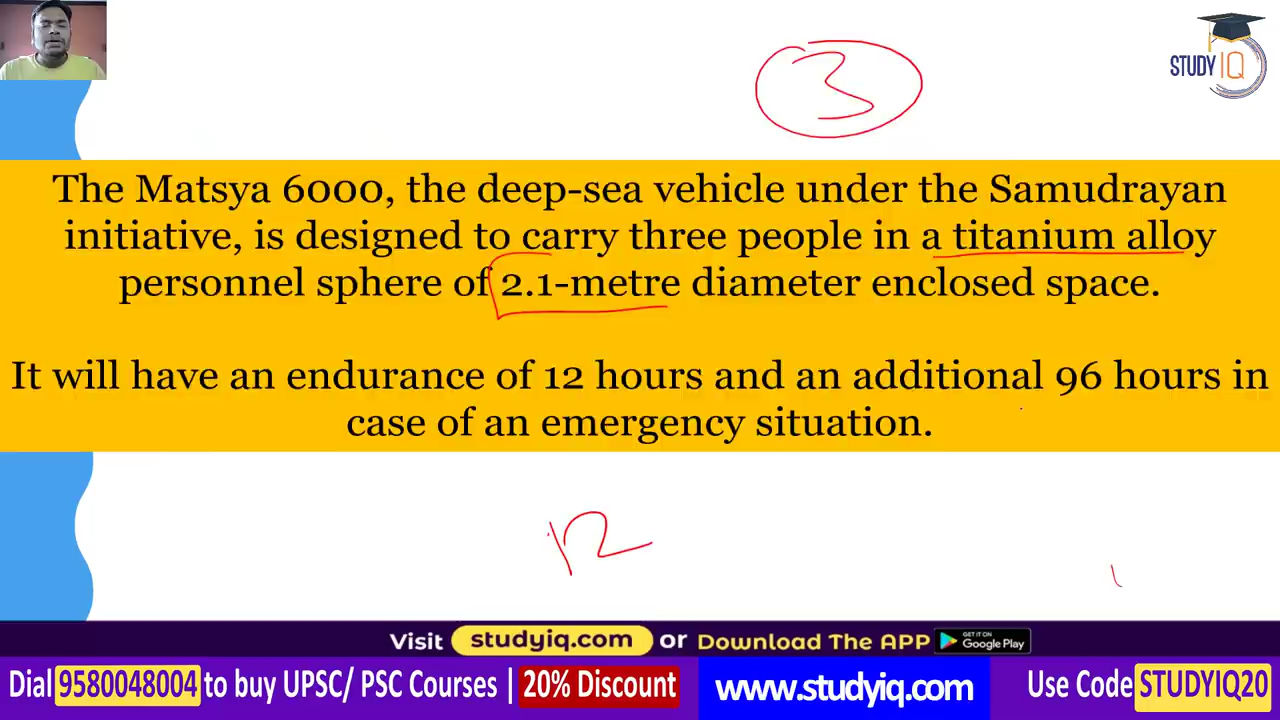 3
STUDY IQ
The Matsya 6000, the deep-sea vehicle under the Samudrayan
initiative, is designed to carry three people in a titanium alloy
personnel sphere of 2.1-metre diameter enclosed space.
It will have an endurance of 12 hours and an additional 96 hours in
case of an emergency situation.
12
Visit studyiq.com or Download The APP GET IT ON Google Play
Dial 9580048004 to buy UPSC/ PSC Courses | 20% Discount www.studyiq.com Use Code STUDYIQ20